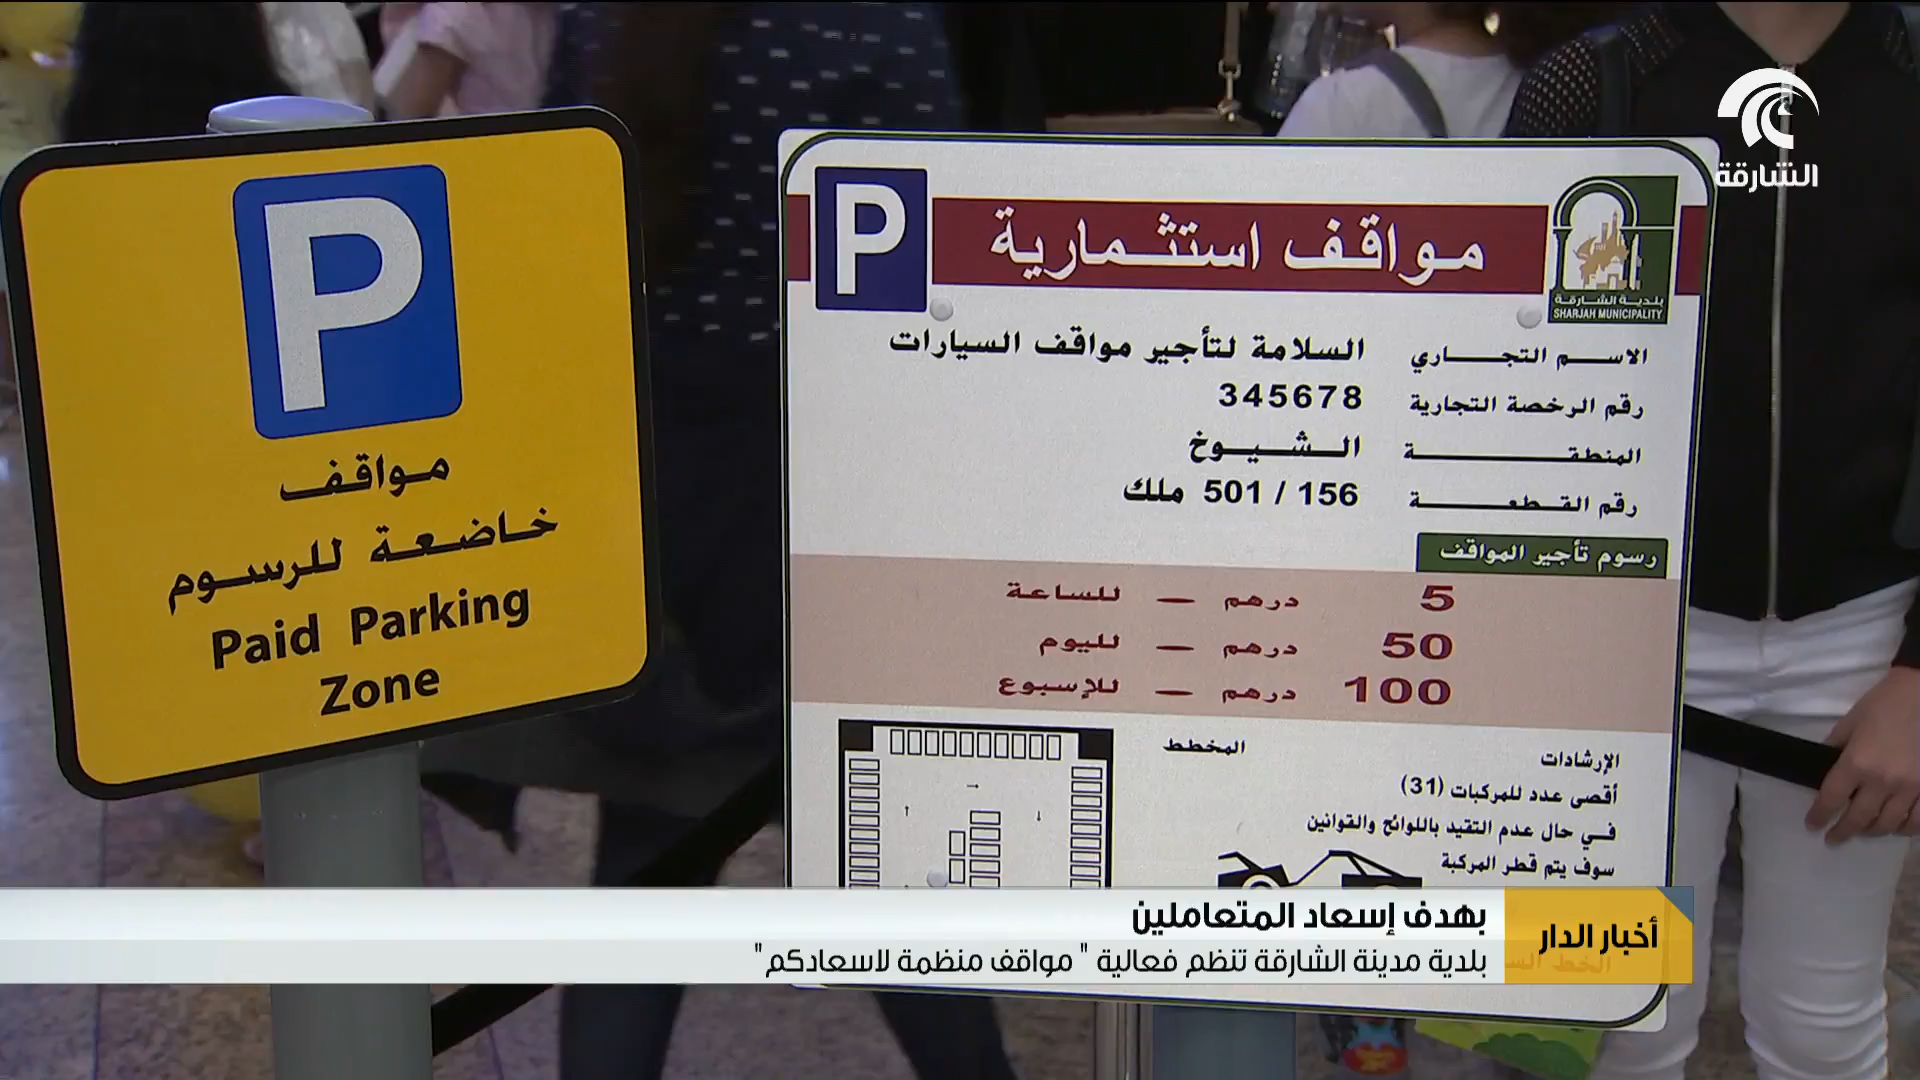 الشارقة
P
مواقف
خاضعة للرسوم
Paid Parking
Zone
P
مواقف استثمارية
بلدية الشارقة
SHARJAH MUNICIPALITY
الاسم التجاري السلامة لتأجير مواقف السيارات
رقم الرخصة التجارية 345678
المنطقة الشيوخ
رقم القطعة 156 / 501 ملك
رسوم تأجير المواقف
5 درهم – للساعة
50 درهم – لليوم
100 درهم – للإسبوع
المخطط
الإرشادات
أقصى عدد للمركبات (31)
في حال عدم التقيد باللوائح والقوانين
سوف يتم قطر المركبة
أخبار الدار
بهدف إسعاد المتعاملين
بلدية مدينة الشارقة تنظم فعالية " مواقف منظمة لاسعادكم"